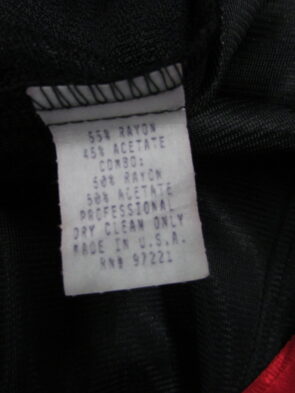 55% RAYON
45% ACETATE
COMBO:
50% RAYON
50% ACETATE
PROFESSIONAL
DRY CLEAN ONLY
MADE IN U.S.A.
RN# 97221